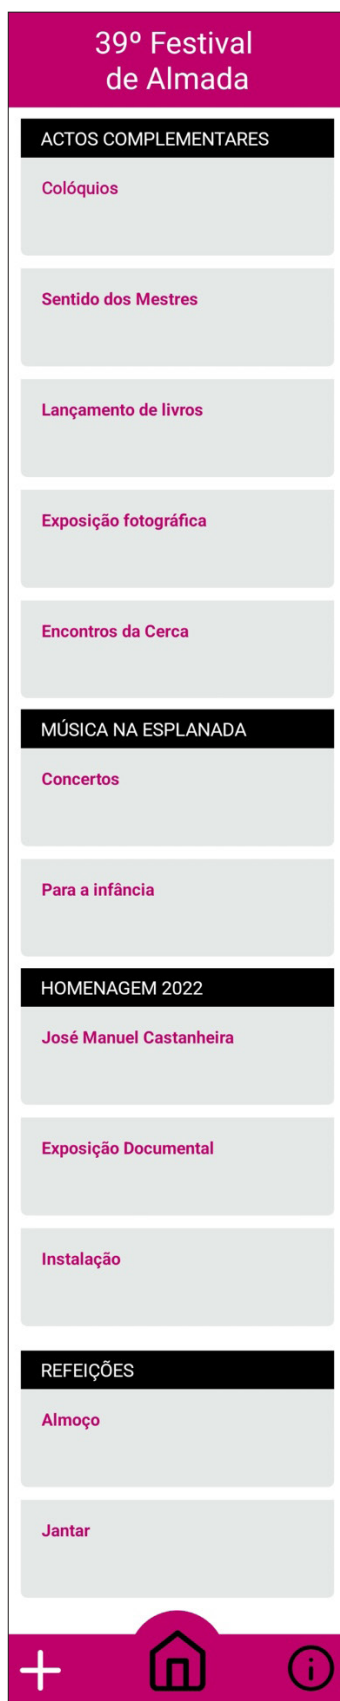 39º Festival
de Almada
ACTOS COMPLEMENTARES
Colóquios
Sentido dos Mestres
Lançamento de livros
Exposição fotográfica
Encontros da Cerca
MÚSICA NA ESPLANADA
Concertos
Para a infância
HOMENAGEM 2022
José Manuel Castanheira
Exposição Documental
Instalação
REFEIÇÕES
Almoço
Jantar